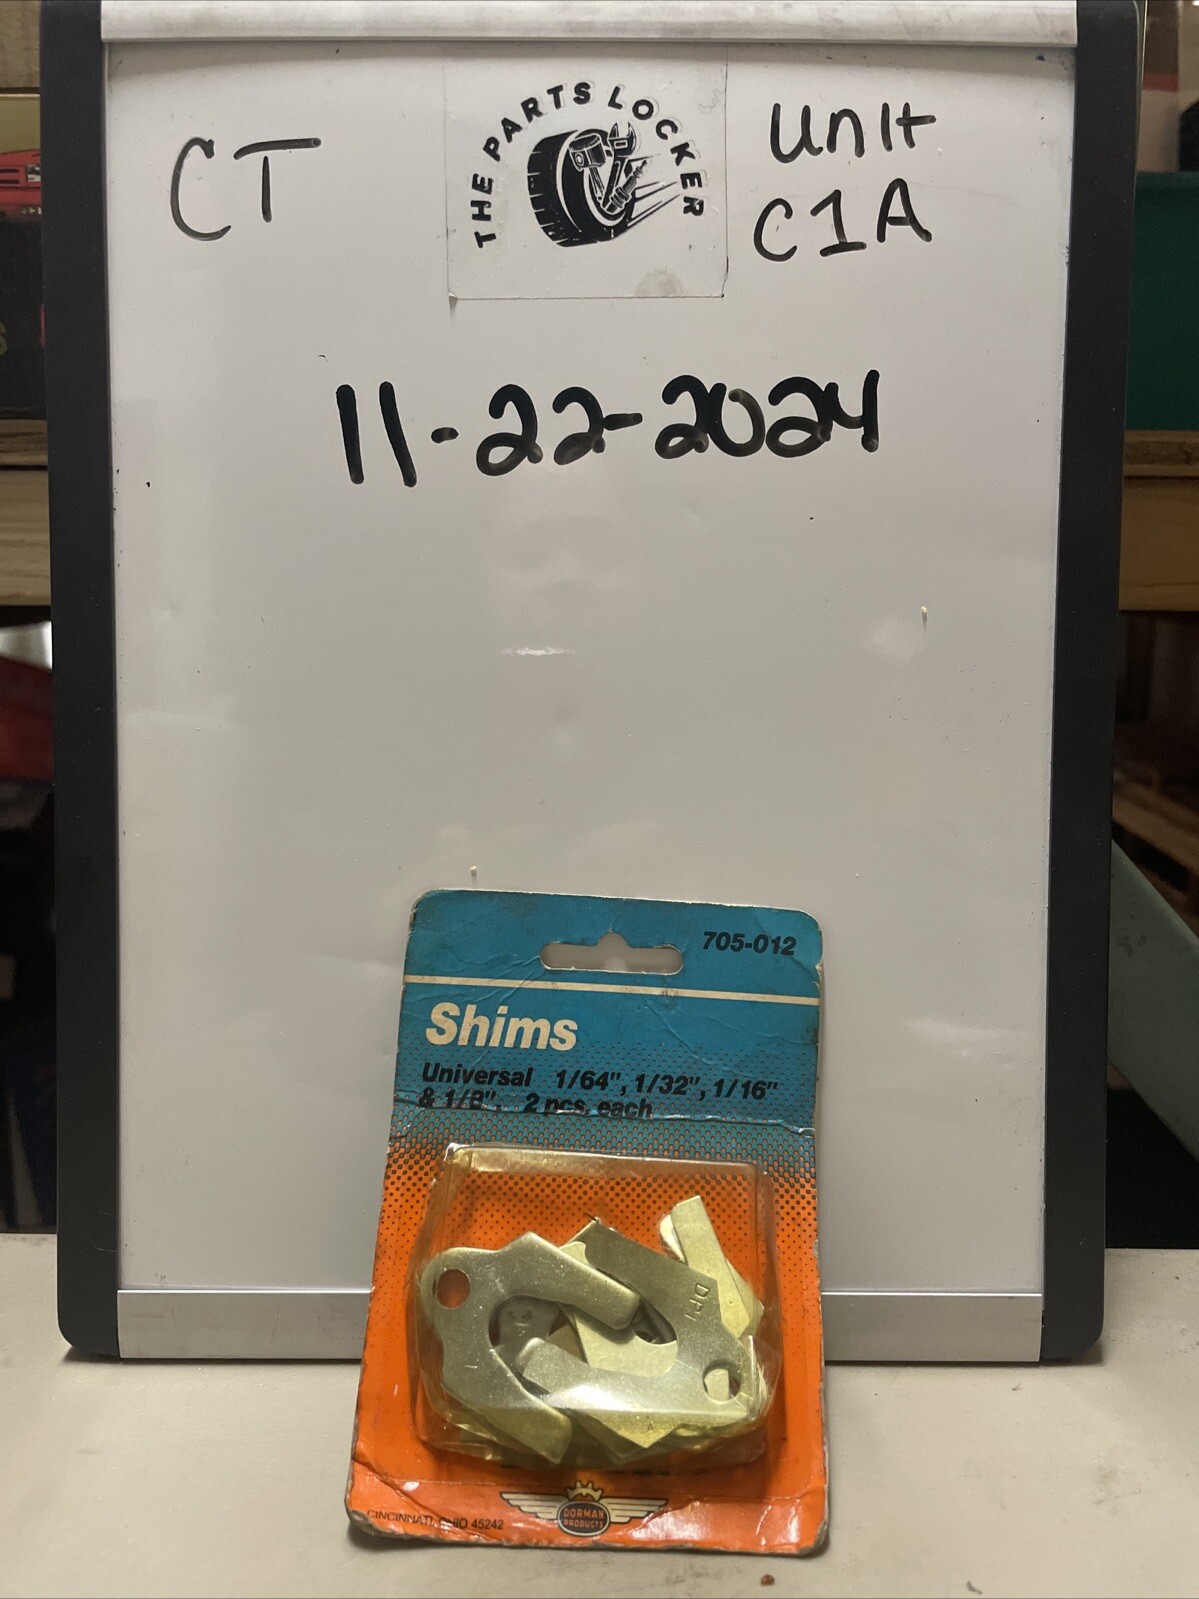 CT
THE PARTS LOCKER
Unit
C1A
11-22-2024
705-012
Shims
Universal 1/64", 1/32", 1/16"
& 1/8". 2 pcs. each
DPI
CINCINNATI, OHIO 45242
DORMAN
PRODUCTS